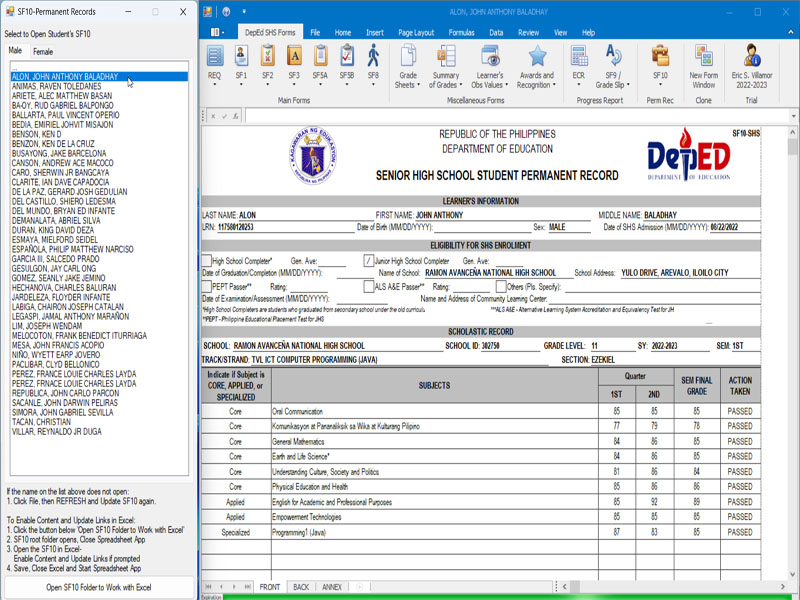 SF10-Permanent Records
Select to Open Student's SF10
Male Female
...
ALON, JOHN ANTHONY BALADHAY
ANIMAS, RAVEN TOLEDANES
ARIETE, ALEC MATTHEW BASAN
BA-OY, RUD GABRIEL BALPONGO
BALLARTA, PAUL VINCENT OPERIO
BEDIA, EMIRIEL JOHVIT MISAJON
BENSON, KEN D
BENZON, KEN DE LA CRUZ
BUSAYONG, JAKE BARCELONA
CANSON, ANDREW ACE MACOCO
CARO, SHERWIN JR BANGCAYA
CLARITE, IAN DAVE CAPADOCIA
DE LA PAZ, GERARD JOSH GEDULIAN
DEL CASTILLO, SHIERO LEDESMA
DEL MUNDO, BRYAN ED INFANTE
DEMANALATA, ABRIEL SILVA
DURAN, KING DAVID DEZA
ESMAYA, MIELFORD SEIDEL
ESPAÑOLA, PHILIP MATTHEW NARCISO
GARCIA III, SALCEDO PRADO
GESULGON, JAY CARL ONG
GOMEZ, SEANLY JAKE JEMINO
HECHANOVA, CHARLES BALURAN
JARDELEZA, FLOYDER INFANTE
LABIGA, CHAIRON JOSEPH CATALAN
LEGASPI, JAMAL ANTHONY MARAÑON
LIM, JOSEPH WENDAM
MELOCOTON, FRANK BENEDICT ITURRIAGA
MESA, JOHN FRANCIS ACOPIO
NIÑO, WYETT EARP JOVERO
PACLIBAR, CLYD BELLONICO
PEREZ, FRANCE LOUIE CHARLES LAYDA
PEREZ, FRNACE LOUIE CHARLES LAYDA
REPUBLICA, JOHN CARLO PARCON
SACANLE, JOHN DARWIN PELIRAS
SIMORA, JOHN GABRIEL SEVILLA
TACAN, CHRISTIAN
VILLAR, REYNALDO JR DUGA
If the name on the list above does not open:
1. Click File, then REFRESH and Update SF10 again.
To Enable Content and Update Links in Excel:
1. Click the button below 'Open SF10 Folder to Work with Excel'
2. SF10 root folder opens, Close Spreadsheet App
3. Open the SF10 in Excel-
Enable Content and Update Links if prompted
4. Save, Close Excel and Start Spreadsheet App
Open SF10 Folder to Work with Excel
ALON, JOHN ANTHONY BALADHAY
DepEd SHS Forms File Home Insert Page Layout Formulas Data Review View Help
REQ SF1 SF2 SF3 SF5A SF5B SF8 Grade Sheets Summary of Grades Learner's Obs Values Awards and Recognition ECR SF9 / Grade Slip SF10 New Form Window Eric S. Villamor 2022-2023
Main Forms Miscellaneous Forms Progress Report Perm Rec Clone Trial
REPUBLIC OF THE PHILIPPINES
DEPARTMENT OF EDUCATION
SENIOR HIGH SCHOOL STUDENT PERMANENT RECORD
KAGAWARAN NG EDUKASYON
DepED
DEPARTMENT OF EDUCATION
SF10-SHS
LEARNER'S INFORMATION
LAST NAME: ALON FIRST NAME: JOHN ANTHONY MIDDLE NAME: BALADHAY
LRN: 117580120253 Date of Birth (MM/DD/YYYY): Sex: MALE Date of SHS Admission (MM/DD/YYYY): 08/22/2022
ELIGIBILITY FOR SHS ENROLMENT
High School Completer* Gen. Ave: / Junior High School Completer Gen. Ave:
Date of Graduation/Completion (MM/DD/YYYY): Name of School: RAMON AVANCEÑA NATIONAL HIGH SCHOOL School Address: YULO DRIVE, AREVALO, ILOILO CITY
PEPT Passer** Rating: ALS A&E Passer** Rating: Others (Pls. Specify):
Date of Examination/Assessment (MM/DD/YYYY): Name and Address of Community Learning Center:
*High School Completers are students who graduated from secondary school under the old curriculum ***ALS A&E - Alternative Learning System Accreditation and Equivalency Test for JH
**PEPT - Philippine Educational Placement Test for JHS
SCHOLASTIC RECORD
SCHOOL: RAMON AVANCEÑA NATIONAL HIGH SCHOOL SCHOOL ID: 302750 GRADE LEVEL: 11 SY: 2022-2023 SEM: 1ST
TRACK/STRAND: TVL ICT COMPUTER PROGRAMMING (JAVA) SECTION: EZEKIEL
Indicate if Subject is CORE, APPLIED, or SPECIALIZED SUBJECTS Quarter 1ST 2ND SEM FINAL GRADE ACTION TAKEN
Core Oral Communication 85 85 85 PASSED
Core Komunikasyon at Pananaliksik sa Wika at Kulturang Pilipino 77 79 78 PASSED
Core General Mathematics 84 86 85 PASSED
Core Earth and Life Science* 84 86 85 PASSED
Core Understanding Culture, Society and Politics 81 86 84 PASSED
Core Physical Education and Health 85 86 86 PASSED
Applied English for Academic and Professional Purposes 85 92 89 PASSED
Applied Empowerment Technologies 85 85 85 PASSED
Specialized Programming1 (Java) 87 83 85 PASSED
FRONT BACK ANNEX
Expiration